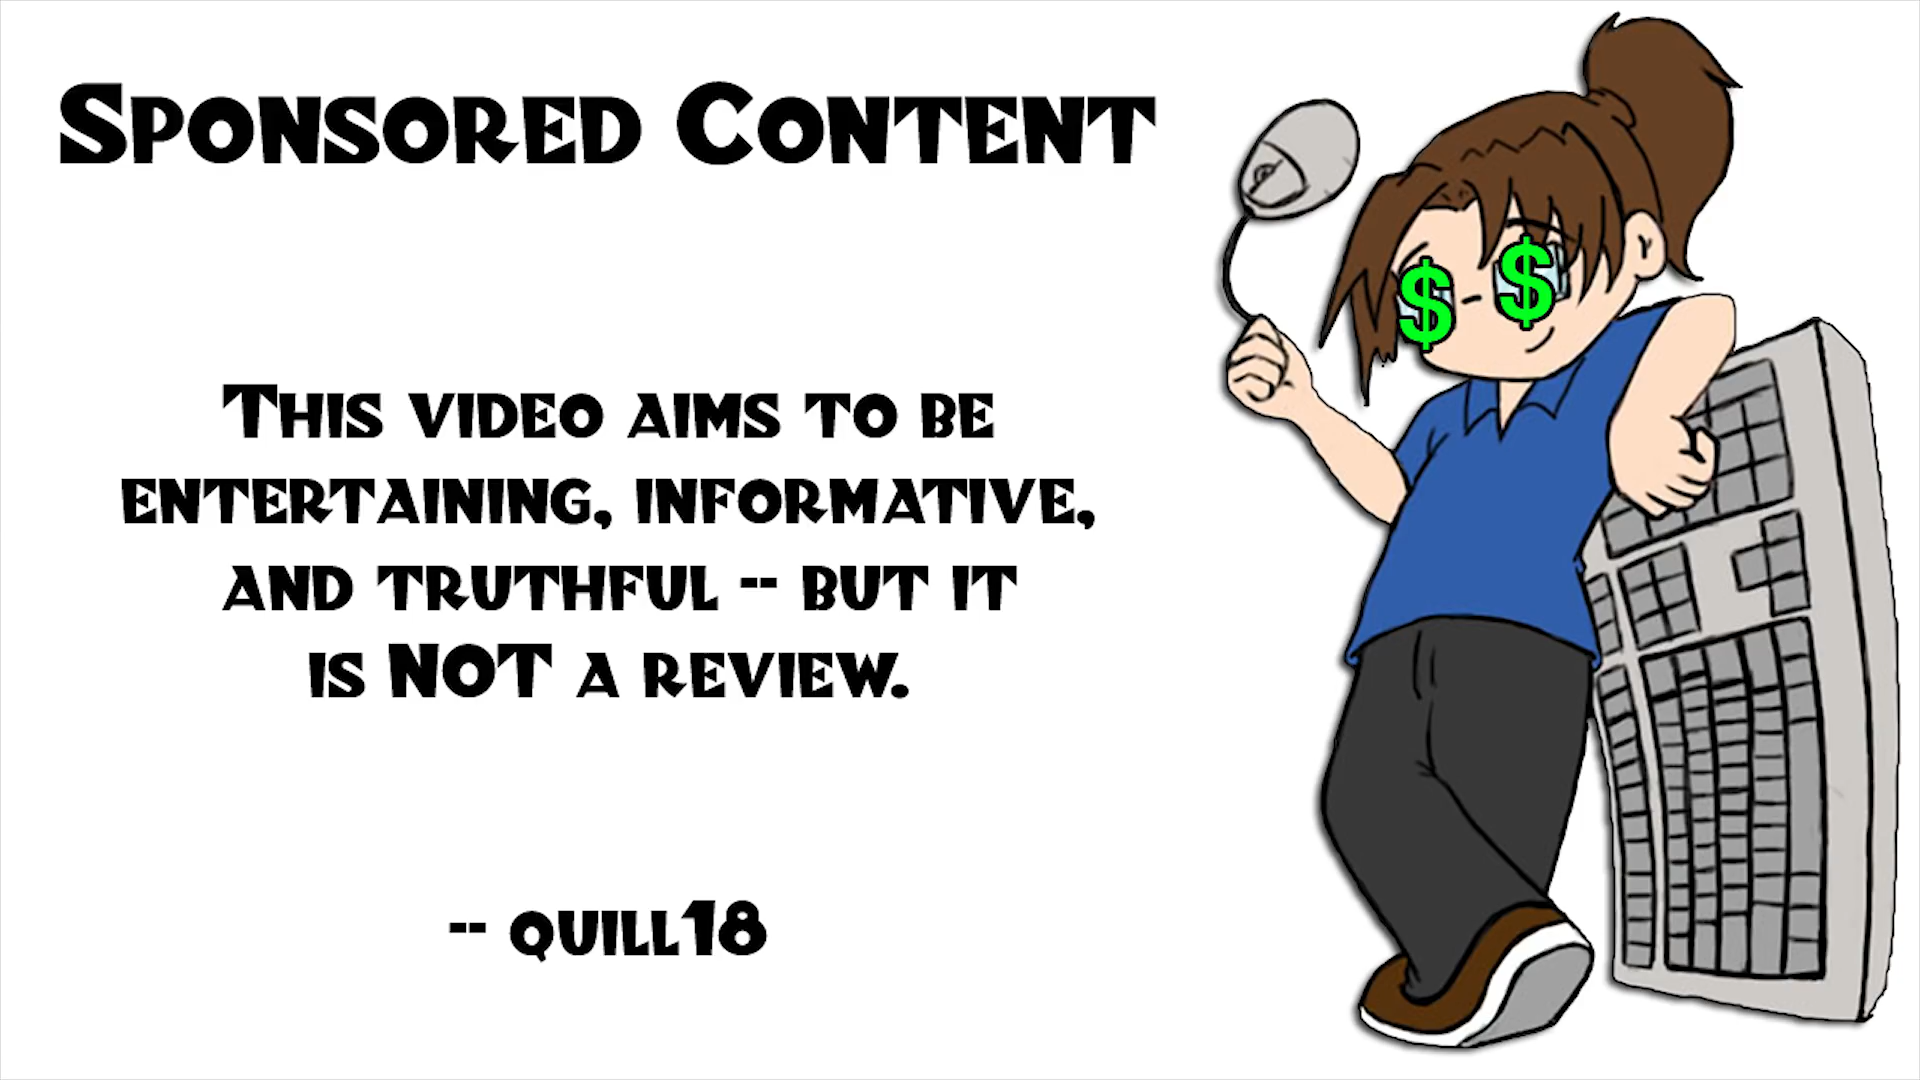 Sponsored Content
This video aims to be
entertaining, informative,
and truthful -- but it
is NOT a review.
-- quill18
$ $